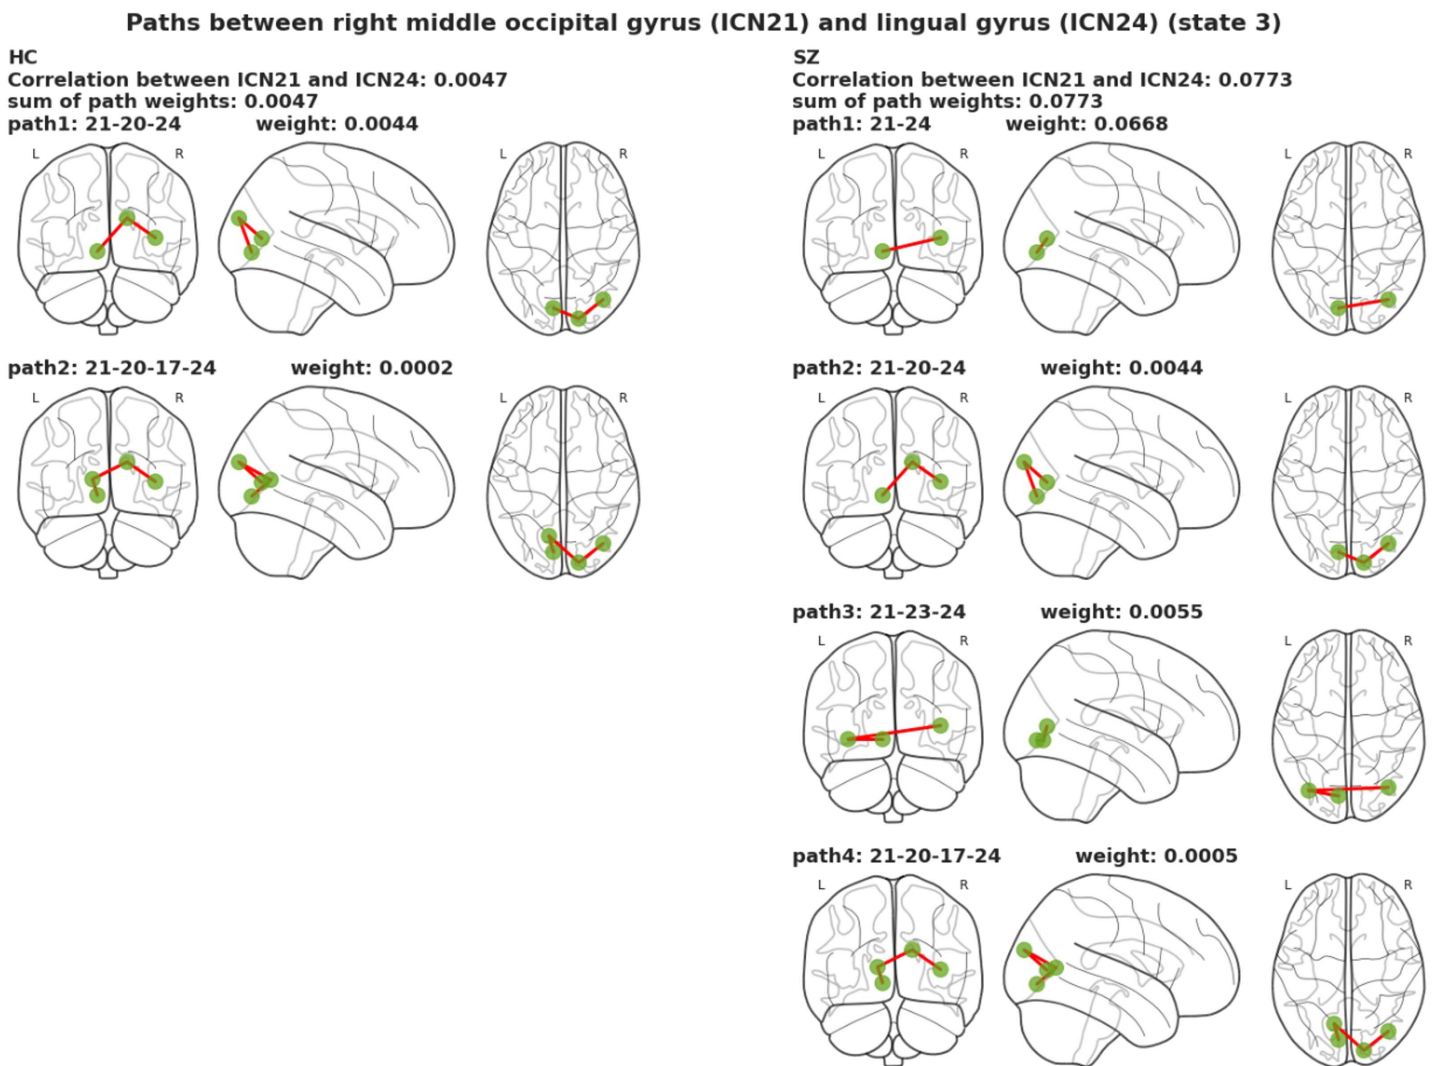 Paths between right middle occipital gyrus (ICN21) and lingual gyrus (ICN24) (state 3)
HC
Correlation between ICN21 and ICN24: 0.0047
sum of path weights: 0.0047
path1: 21-20-24 weight: 0.0044
L R L R
path2: 21-20-17-24 weight: 0.0002
L R L R
SZ
Correlation between ICN21 and ICN24: 0.0773
sum of path weights: 0.0773
path1: 21-24 weight: 0.0668
L R L R
path2: 21-20-24 weight: 0.0044
L R L R
path3: 21-23-24 weight: 0.0055
L R L R
path4: 21-20-17-24 weight: 0.0005
L R L R